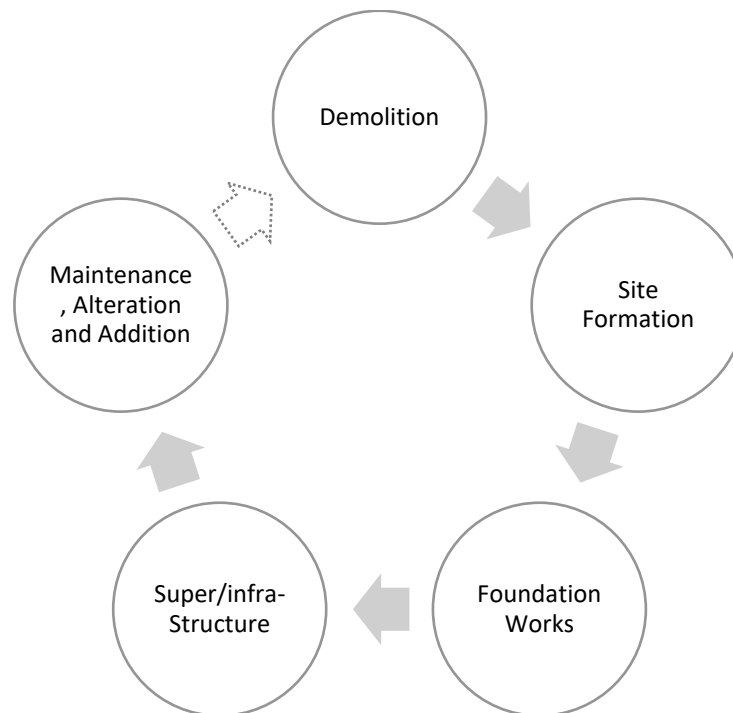 Demolition
Site
Formation
Foundation
Works
Super/infra-
Structure
Maintenance
, Alteration
and Addition